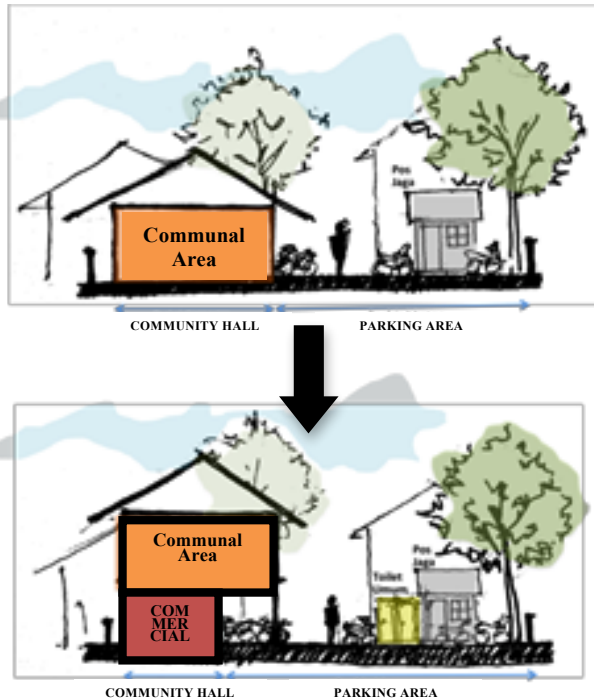 Pos
Jaga
Communal
Area
COMMUNITY HALL
PARKING AREA
Communal
Area
Pos
Jaga
Toilet
Umum
COM
MER
CIAL
COMMUNITY HALL
PARKING AREA